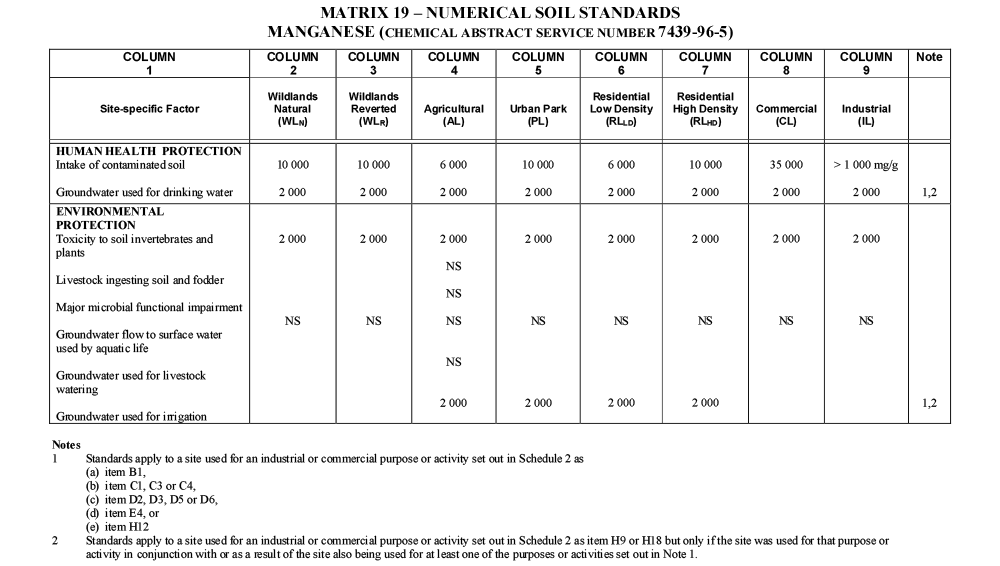 MATRIX 19 – NUMERICAL SOIL STANDARDS
MANGANESE (CHEMICAL ABSTRACT SERVICE NUMBER 7439-96-5)
COLUMN 1 COLUMN 2 COLUMN 3 COLUMN 4 COLUMN 5 COLUMN 6 COLUMN 7 COLUMN 8 COLUMN 9 Note
Site-specific Factor Wildlands Natural (WLN) Wildlands Reverted (WLR) Agricultural (AL) Urban Park (PL) Residential Low Density (RLLD) Residential High Density (RLHD) Commercial (CL) Industrial (IL)
HUMAN HEALTH PROTECTION
Intake of contaminated soil 10 000 10 000 6 000 10 000 6 000 10 000 35 000 > 1 000 mg/g
Groundwater used for drinking water 2 000 2 000 2 000 2 000 2 000 2 000 2 000 2 000 1,2
ENVIRONMENTAL
PROTECTION
Toxicity to soil invertebrates and 2 000 2 000 2 000 2 000 2 000 2 000 2 000 2 000
plants
NS
Livestock ingesting soil and fodder
NS
Major microbial functional impairment
NS NS NS NS NS NS NS NS
Groundwater flow to surface water
used by aquatic life
NS
Groundwater used for livestock
watering
2 000 2 000 2 000 2 000 1,2
Groundwater used for irrigation
Notes
1 Standards apply to a site used for an industrial or commercial purpose or activity set out in Schedule 2 as
(a) item B1,
(b) item C1, C3 or C4,
(c) item D2, D3, D5 or D6,
(d) item E4, or
(e) item H12
2 Standards apply to a site used for an industrial or commercial purpose or activity set out in Schedule 2 as item H9 or H18 but only if the site was used for that purpose or
activity in conjunction with or as a result of the site also being used for at least one of the purposes or activities set out in Note 1.